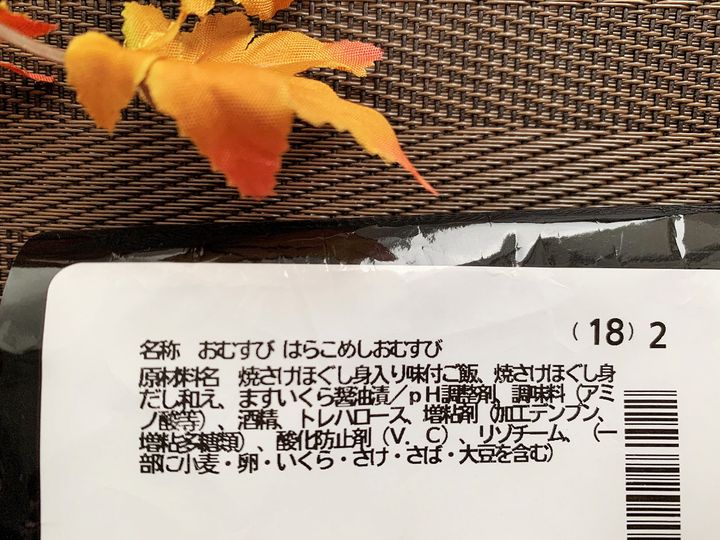 (18) 2
名称 おむすび はらこめしおむすび
原材料名 焼さけほぐし身入り味付ご飯、焼さけほぐし身
だし和え、ますいくら醤油漬／ｐＨ調整剤、調味料（アミ
ノ酸等）、酒精、トレハロース、増粘剤（加工デンプン、
増粘多糖類）、酸化防止剤（Ｖ．Ｃ）、リゾチーム、（一
部に小麦・卵・いくら・さけ・さば・大豆を含む）